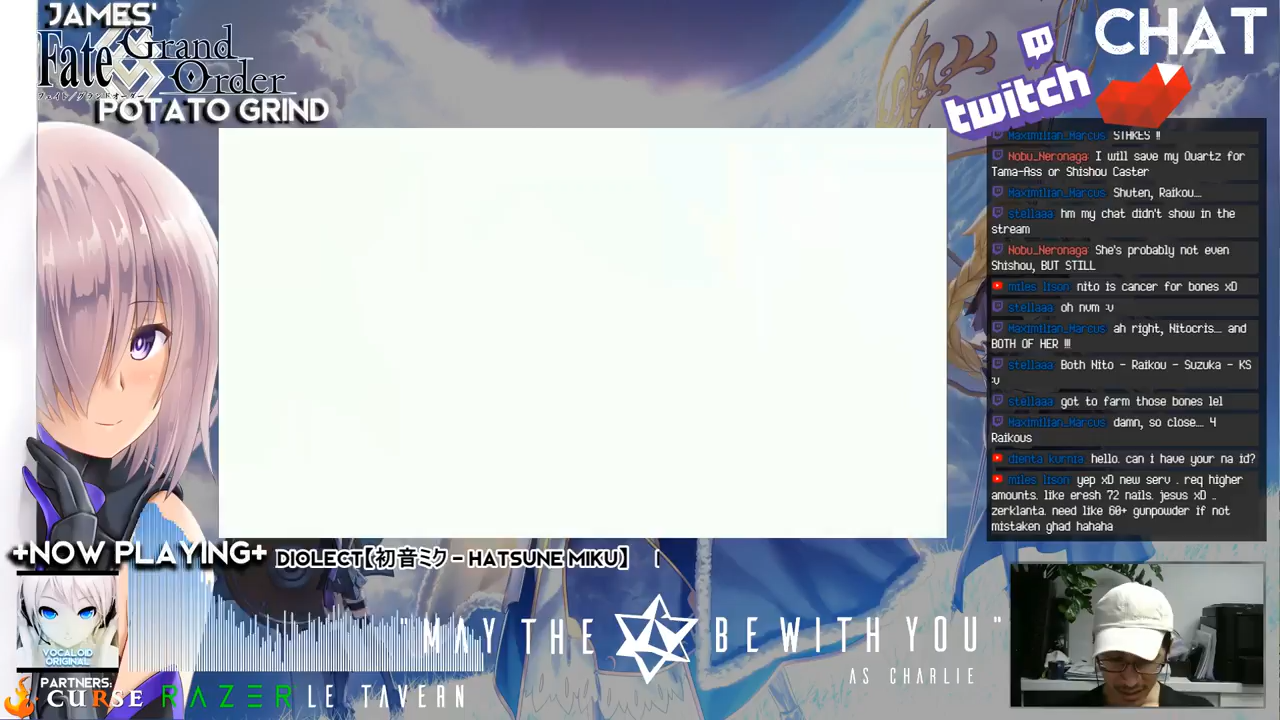 JAMES'
Fate Grand Order
フェイト/グランドオーダー
POTATO GRIND
CHAT
twitch
Maximilian_Marcus: STAKES !!
Nobu_Neronaga: I will save my Quartz for
Tama-Ass or Shishou Caster
Maximilian_Marcus: Shuten, Raikou...
stellaaa: hm my chat didn't show in the
stream
Nobu_Neronaga: She's probably not even
Shishou, BUT STILL
miles lison: nito is cancer for bones xD
stellaaa: oh nvm :v
Maximilian_Marcus: ah right, Nitocris... and
BOTH OF HER !!!
stellaaa: Both Nito - Raikou - Suzuka - KS
:v
stellaaa: got to farm those bones lel
Maximilian_Marcus: damn, so close... 4
Raikous
dienta kurnia: hello. can i have your na id?
miles lison: yep xD new serv . req higher
amounts. like eresh 72 nails. jesus xD ..
zerklanta. need like 60+ gunpowder if not
mistaken ghad hahaha
+NOW PLAYING+
DIOLECT【初音ミク - HATSUNE MIKU】 [
VOCALOID
ORIGINAL
"MAY THE BE WITH YOU"
AS CHARLIE
PARTNERS:
CURSE RAZER LE TAVERN